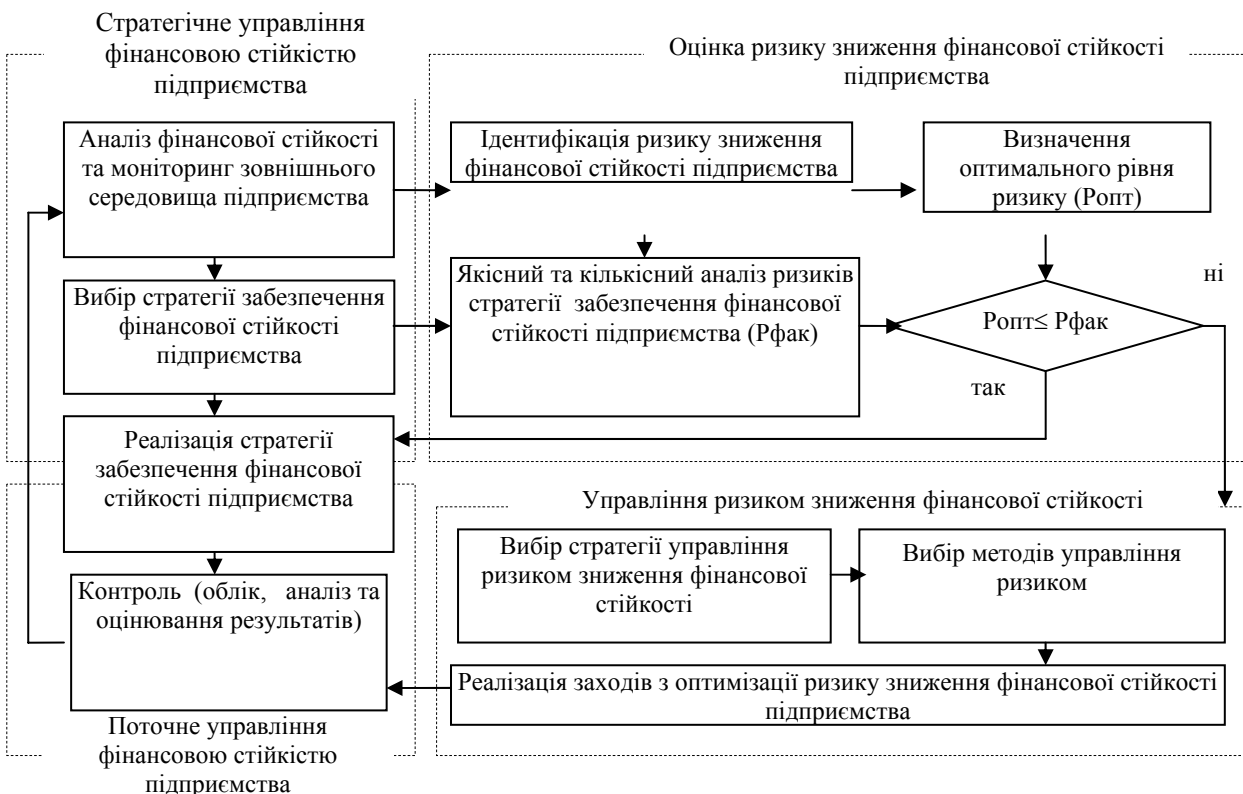 Стратегічне управління
фінансовою стійкістю
підприємства
Оцінка ризику зниження фінансової стійкості
підприємства
Аналіз фінансової стійкості
та моніторинг зовнішнього
середовища підприємства
Ідентифікація ризику зниження
фінансової стійкості підприємства
Визначення
оптимального рівня
ризику (Ропт)
Вибір стратегії забезпечення
фінансової стійкості
підприємства
Якісний та кількісний аналіз ризиків
стратегії забезпечення фінансової
стійкості підприємства (Рфак)
Ропт≤ Рфак
ні
так
Реалізація стратегії
забезпечення фінансової
стійкості підприємства
Управління ризиком зниження фінансової стійкості
Вибір стратегії управління
ризиком зниження фінансової
стійкості
Вибір методів управління
ризиком
Контроль (облік, аналіз та
оцінювання результатів)
Реалізація заходів з оптимізації ризику зниження фінансової стійкості
підприємства
Поточне управління
фінансовою стійкістю
підприємства